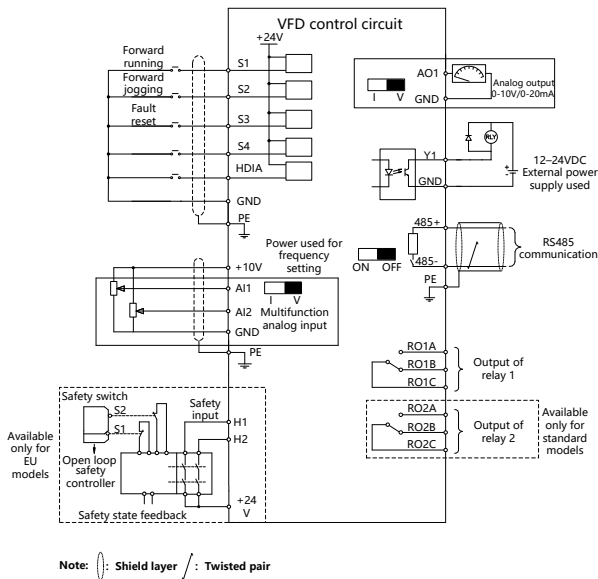 VFD control circuit
+24V
Forward
running
S1
Forward
jogging
S2
Fault
reset
S3
S4
HDIA
GND
PE
Power used for
frequency
setting
+10V
AI1
I V
AI2
Multifunction
analog input
GND
PE
Safety switch
S2
S1
Safety
input
H1
H2
Available
only for
EU
models
Open loop
safety
controller
+24
V
Safety state feedback
AO1
I V
GND
Analog output
0-10V/0-20mA
RLY
Y1
GND
12–24VDC
External power
supply used
485+
ON OFF
485-
PE
RS485
communication
RO1A
RO1B
RO1C
Output of
relay 1
RO2A
RO2B
RO2C
Output of
relay 2
Available
only for
standard
models
Note: : Shield layer : Twisted pair